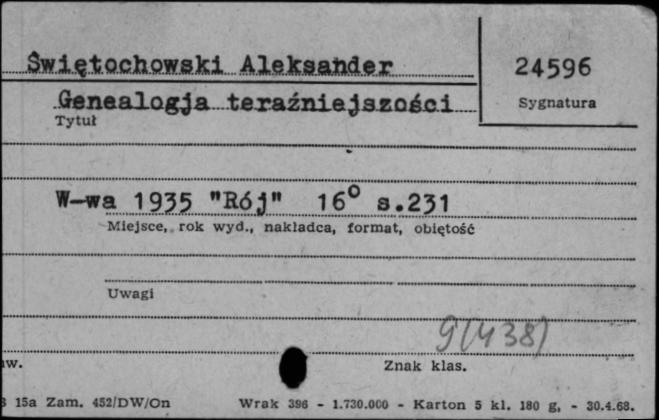 Świętochowski Aleksander
24596
Genealogja teraźniejszości
Sygnatura
Tytuł
W-wa 1935 "Rój" 16° s.231
Miejsce, rok wyd., nakładca, format, objętość
Uwagi
9(438)
Znak klas.
15a Zam. 452/DW/On Wrak 396 - 1.730.000 - Karton 5 kl. 180 g. - 30.4.68.